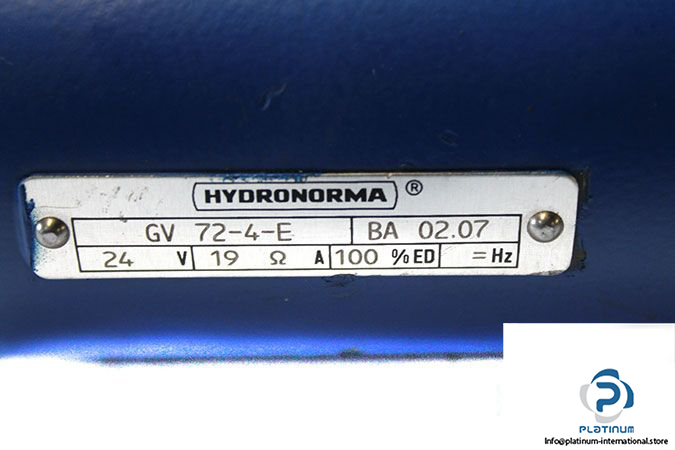 HYDRONORMA ®
GV 72-4-E BA 02.07
24 V 19 Ω A 100 % ED = Hz
PLATINUM
Info@platinum-international.store